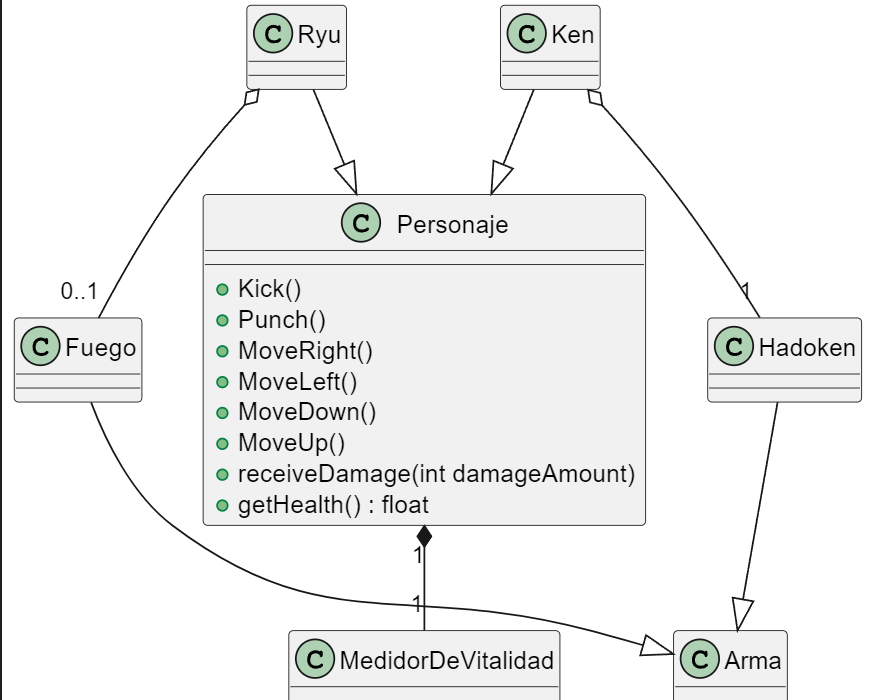 C Ryu
C Ken
C Personaje
Kick()
Punch()
MoveRight()
MoveLeft()
MoveDown()
MoveUp()
receiveDamage(int damageAmount)
getHealth() : float
0..1
1
C Fuego
C Hadoken
1
1
C MedidorDeVitalidad
C Arma